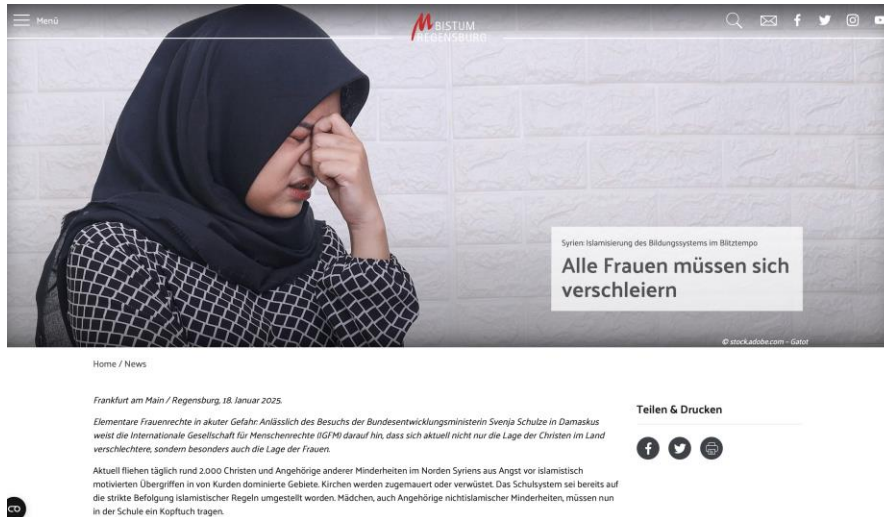 Menü
BISTUM
REGENSBURG
Syrien: Islamisierung des Bildungssystems im Blitztempo
Alle Frauen müssen sich
verschleiern
© stock.adobe.com – Gatot
Home / News
Frankfurt am Main / Regensburg, 18. Januar 2025.
Elementare Frauenrechte in akuter Gefahr: Anlässlich des Besuchs der Bundesentwicklungsministerin Svenja Schulze in Damaskus
weist die Internationale Gesellschaft für Menschenrechte (IGFM) darauf hin, dass sich aktuell nicht nur die Lage der Christen im Land
verschlechtere, sondern besonders auch die Lage der Frauen.
Aktuell fliehen täglich rund 2.000 Christen und Angehörige anderer Minderheiten im Norden Syriens aus Angst vor islamistisch
motivierten Übergriffen in von Kurden dominierte Gebiete. Kirchen werden zugemauert oder verwüstet. Das Schulsystem sei bereits auf
die strikte Befolgung islamistischer Regeln umgestellt worden. Mädchen, auch Angehörige nichtislamischer Minderheiten, müssen nun
in der Schule ein Kopftuch tragen.
Teilen & Drucken